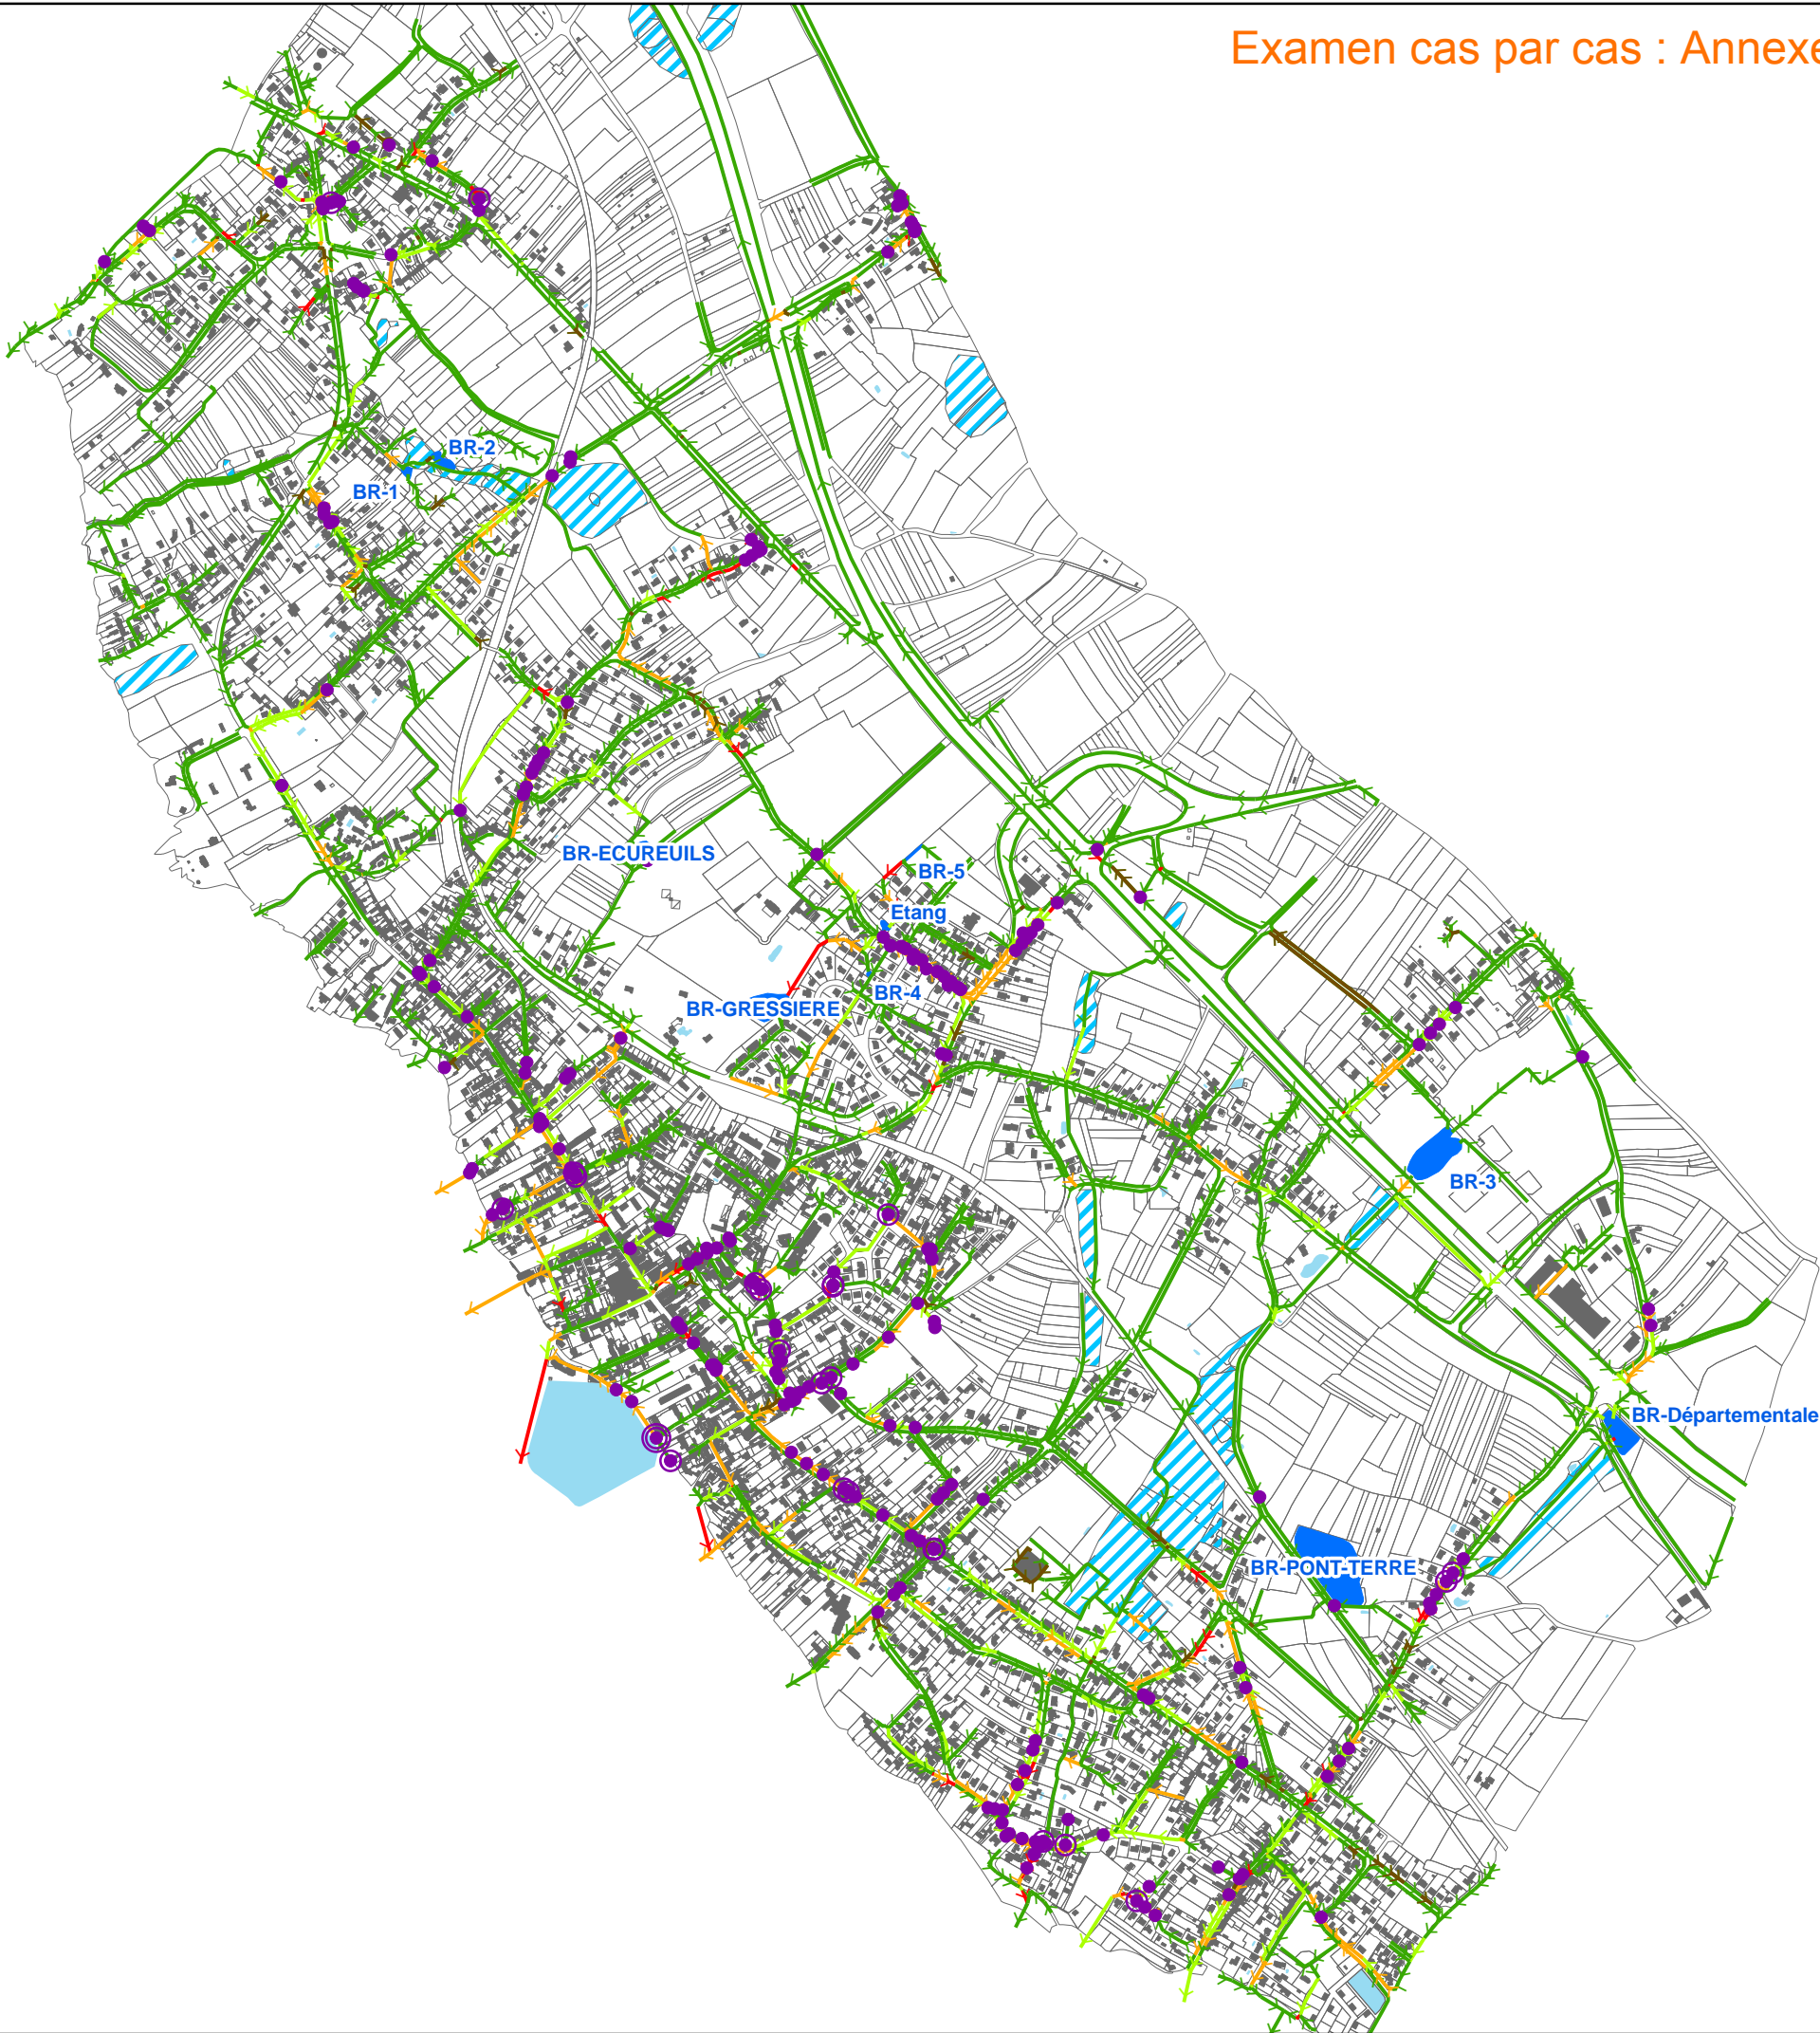 Examen cas par cas : Annexe
BR-2
BR-1
BR-ECUREUILS
BR-5
Etang
BR-4
BR-GRESSIERE
BR-3
BR-Départementale
BR-PONT-TERRE